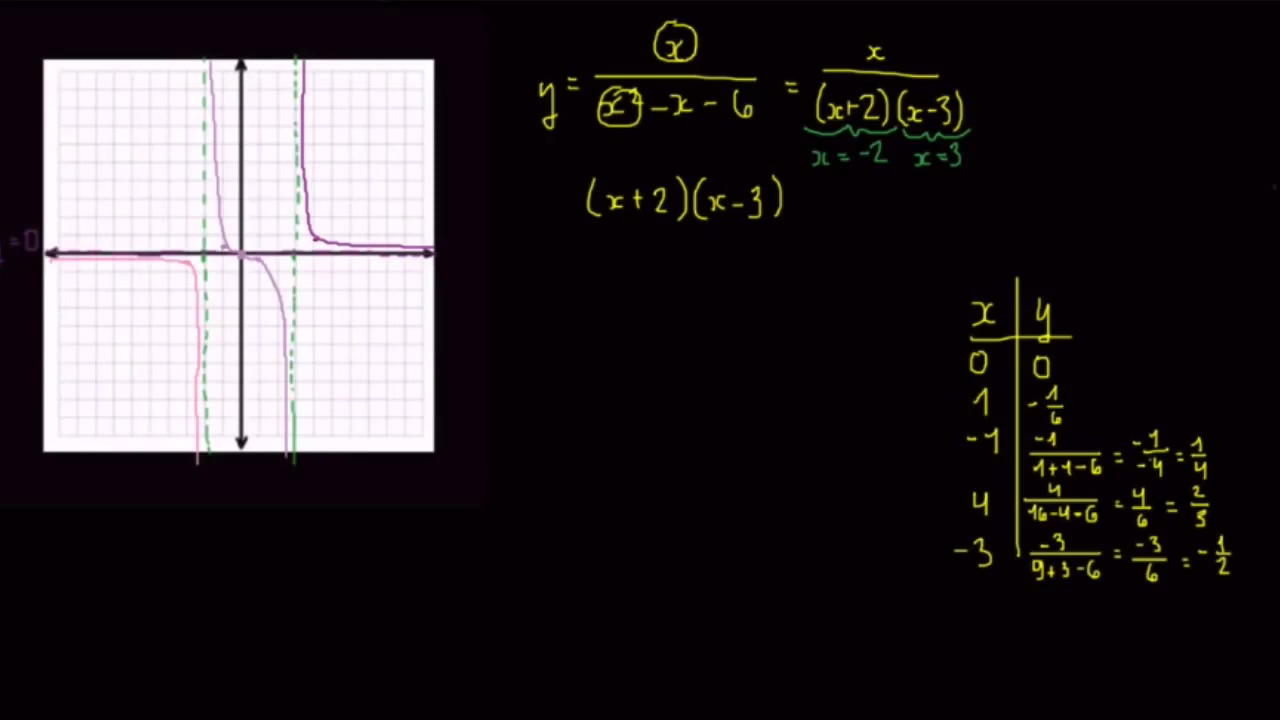 y = x / (x² - x - 6) = x / ((x+2)(x-3))
x = -2 x = 3
(x+2)(x-3)
= 0
x y
0 0
1 -1/6
-1 -1/(1+1-6) = -1/-4 = 1/4
4 4/(16-4-6) = 4/6 = 2/3
-3 -3/(9+3-6) = -3/6 = -1/2